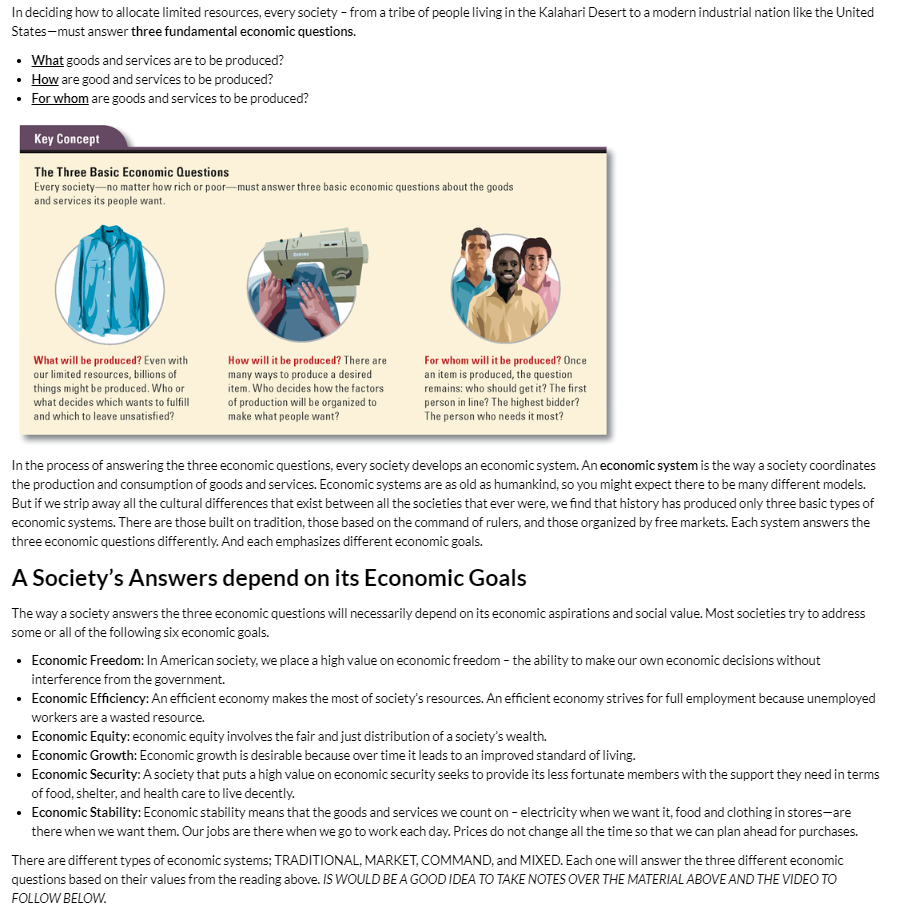 In deciding how to allocate limited resources, every society – from a tribe of people living in the Kalahari Desert to a modern industrial nation like the United
States—must answer three fundamental economic questions.
• What goods and services are to be produced?
• How are good and services to be produced?
• For whom are goods and services to be produced?
Key Concept
The Three Basic Economic Questions
Every society—no matter how rich or poor—must answer three basic economic questions about the goods
and services its people want.
What will be produced? Even with
our limited resources, billions of
things might be produced. Who or
what decides which wants to fulfill
and which to leave unsatisfied?
How will it be produced? There are
many ways to produce a desired
item. Who decides how the factors
of production will be organized to
make what people want?
For whom will it be produced? Once
an item is produced, the question
remains: who should get it? The first
person in line? The highest bidder?
The person who needs it most?
In the process of answering the three economic questions, every society develops an economic system. An economic system is the way a society coordinates
the production and consumption of goods and services. Economic systems are as old as humankind, so you might expect there to be many different models.
But if we strip away all the cultural differences that exist between all the societies that ever were, we find that history has produced only three basic types of
economic systems. There are those built on tradition, those based on the command of rulers, and those organized by free markets. Each system answers the
three economic questions differently. And each emphasizes different economic goals.
A Society's Answers depend on its Economic Goals
The way a society answers the three economic questions will necessarily depend on its economic aspirations and social value. Most societies try to address
some or all of the following six economic goals.
• Economic Freedom: In American society, we place a high value on economic freedom – the ability to make our own economic decisions without
interference from the government.
• Economic Efficiency: An efficient economy makes the most of society's resources. An efficient economy strives for full employment because unemployed
workers are a wasted resource.
• Economic Equity: economic equity involves the fair and just distribution of a society's wealth.
• Economic Growth: Economic growth is desirable because over time it leads to an improved standard of living.
• Economic Security: A society that puts a high value on economic security seeks to provide its less fortunate members with the support they need in terms
of food, shelter, and health care to live decently.
• Economic Stability: Economic stability means that the goods and services we count on – electricity when we want it, food and clothing in stores—are
there when we want them. Our jobs are there when we go to work each day. Prices do not change all the time so that we can plan ahead for purchases.
There are different types of economic systems; TRADITIONAL, MARKET, COMMAND, and MIXED. Each one will answer the three different economic
questions based on their values from the reading above. IS WOULD BE A GOOD IDEA TO TAKE NOTES OVER THE MATERIAL ABOVE AND THE VIDEO TO
FOLLOW BELOW.